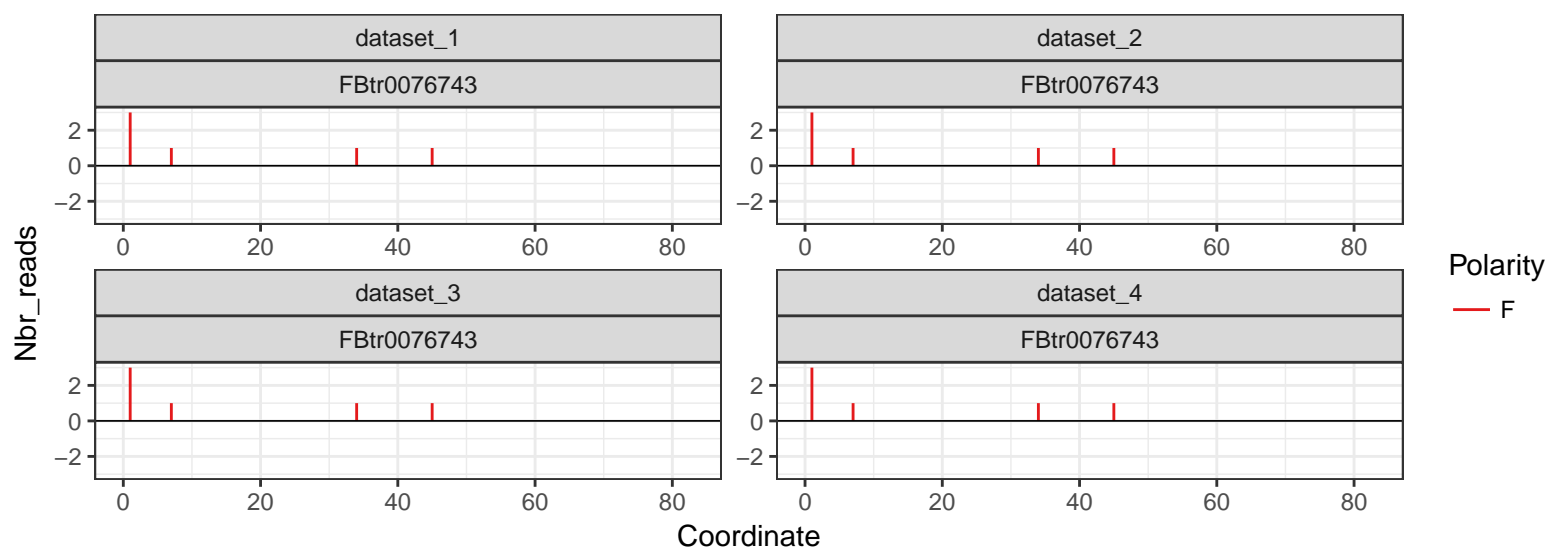 dataset_1
FBtr0076743
2
0
−2
0 20 40 60 80
dataset_2
FBtr0076743
2
0
−2
0 20 40 60 80
dataset_3
FBtr0076743
2
0
−2
0 20 40 60 80
dataset_4
FBtr0076743
2
0
−2
0 20 40 60 80
Nbr_reads
Coordinate
Polarity
F